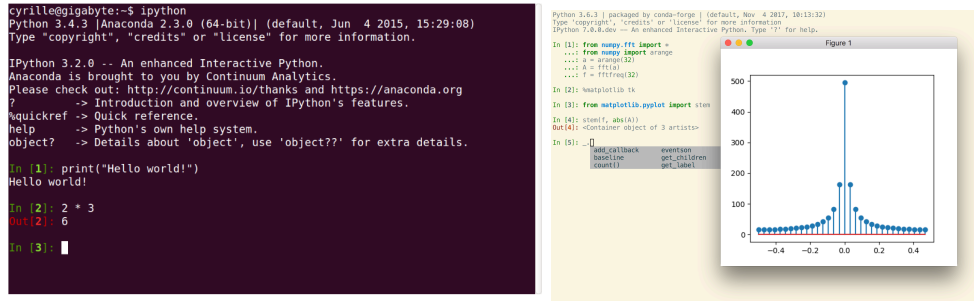 cyrille@gigabyte:~$ ipython
Python 3.4.3 |Anaconda 2.3.0 (64-bit)| (default, Jun  4 2015, 15:29:08)
Type "copyright", "credits" or "license" for more information.

IPython 3.2.0 -- An enhanced Interactive Python.
Anaconda is brought to you by Continuum Analytics.
Please check out: http://continuum.io/thanks and https://anaconda.org
?         -> Introduction and overview of IPython's features.
%quickref -> Quick reference.
help      -> Python's own help system.
object?   -> Details about 'object', use 'object??' for extra details.

In [1]: print("Hello world!")
Hello world!

In [2]: 2 * 3
Out[2]: 6

In [3]:
Python 3.6.3 | packaged by conda-forge | (default, Nov  4 2017, 10:13:32)
Type 'copyright', 'credits' or 'license' for more information
IPython 7.0.0.dev -- An enhanced Interactive Python. Type '?' for help.

In [1]: from numpy.fft import *
   ...: from numpy import arange
   ...: a = arange(32)
   ...: A = fft(a)
   ...: f = fftfreq(32)

In [2]: %matplotlib tk

In [3]: from matplotlib.pyplot import stem

In [4]: stem(f, abs(A))
Out[4]: <Container object of 3 artists>

In [5]: _.
add_callback eventson
baseline get_children
count() get_label
Figure 1
500
400
300
200
100
0
−0.4 −0.2 0.0 0.2 0.4